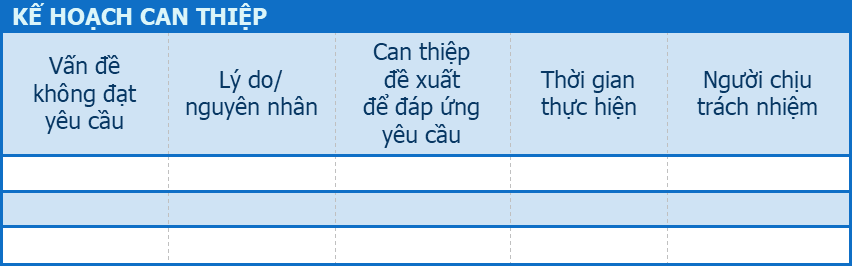 KẾ HOẠCH CAN THIỆP
Vấn đề
không đạt
yêu cầu
Lý do/
nguyên nhân
Can thiệp
đề xuất
để đáp ứng
yêu cầu
Thời gian
thực hiện
Người chịu
trách nhiệm